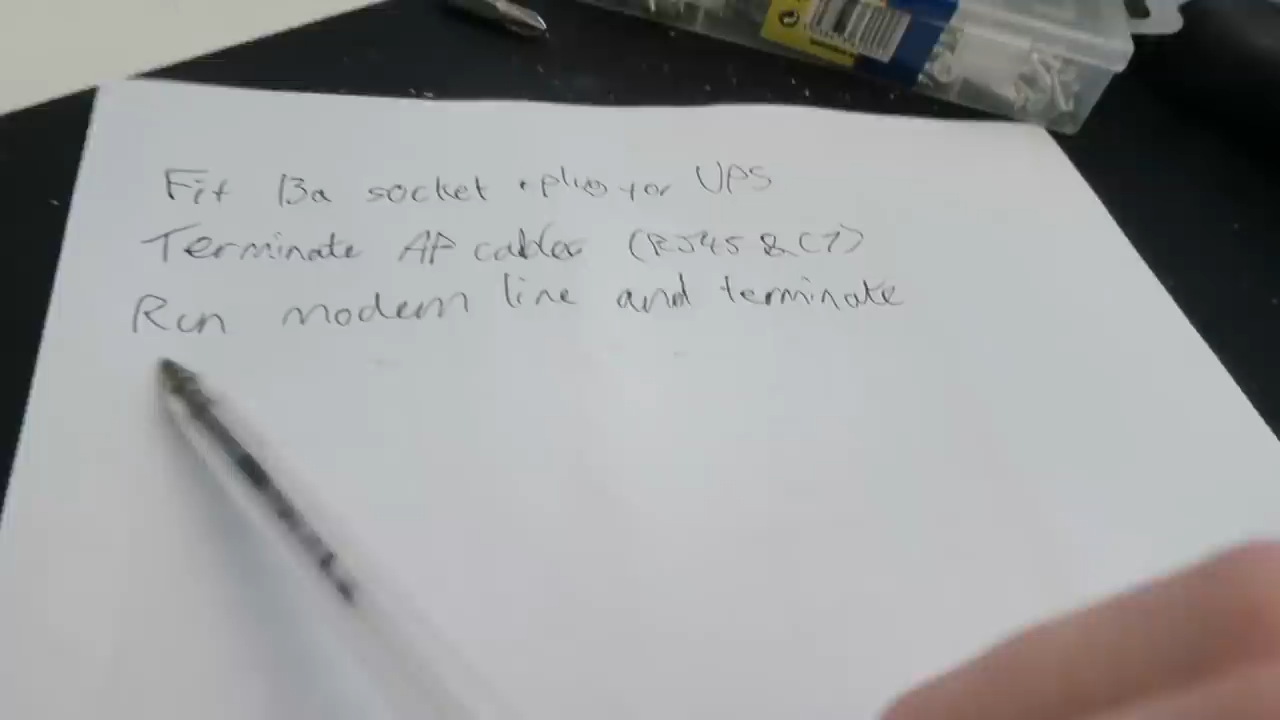 Fit 13a socket + plug for UPS
Terminate AP cables (RJ45 & C7)
Run modem line and terminate